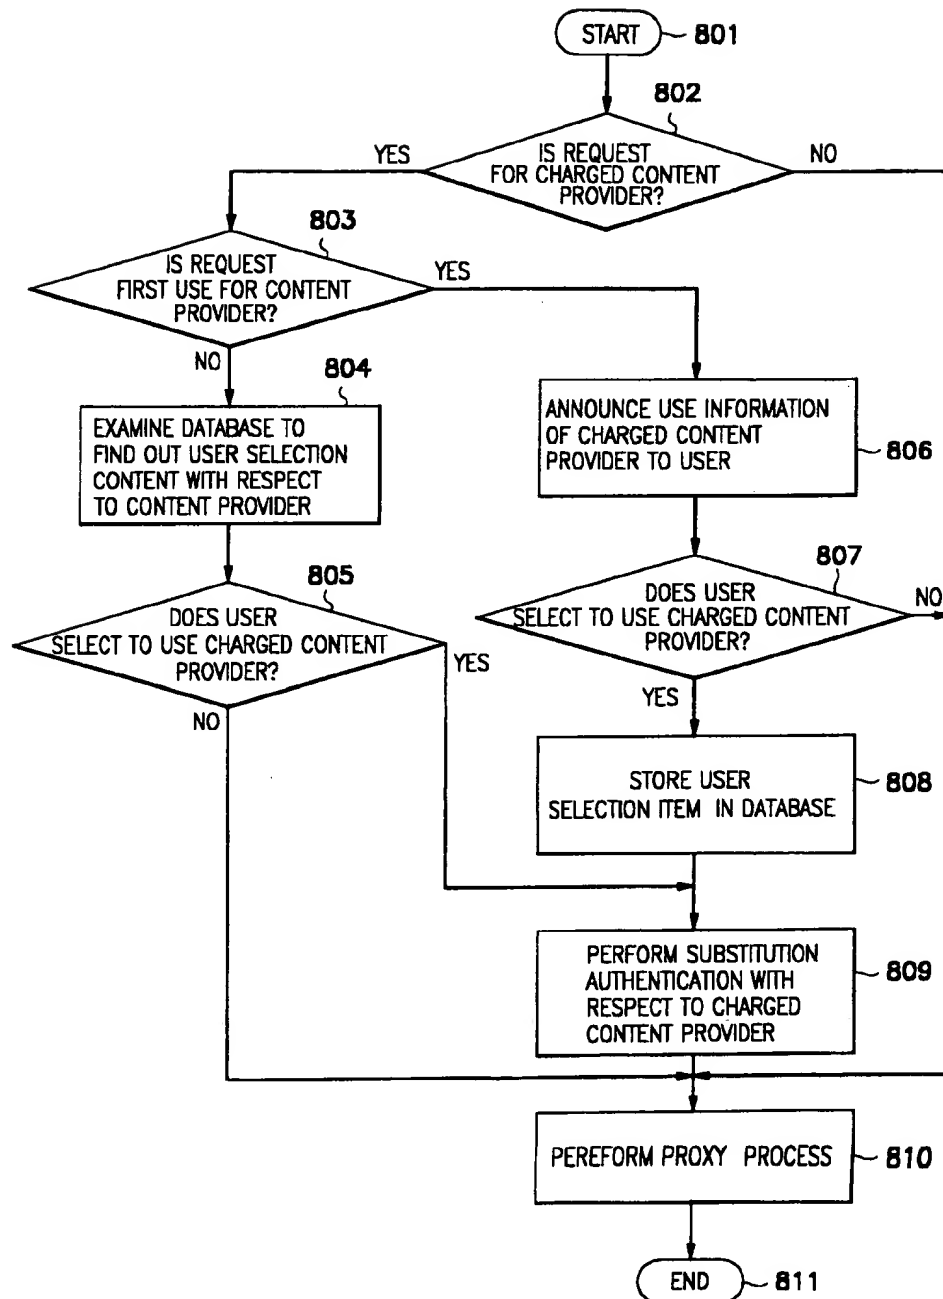 START
801
802
IS REQUEST
FOR CHARGED CONTENT
PROVIDER?
YES
NO
803
IS REQUEST
FIRST USE FOR CONTENT
PROVIDER?
YES
NO
804
EXAMINE DATABASE TO
FIND OUT USER SELECTION
CONTENT WITH RESPECT
TO CONTENT PROVIDER
ANNOUNCE USE INFORMATION
OF CHARGED CONTENT
PROVIDER TO USER
806
805
DOES USER
SELECT TO USE CHARGED CONTENT
PROVIDER?
YES
NO
807
DOES USER
SELECT TO USE CHARGED CONTENT
PROVIDER?
NO
YES
STORE USER
SELECTION ITEM IN DATABASE
808
PERFORM SUBSTITUTION
AUTHENTICATION WITH
RESPECT TO CHARGED
CONTENT PROVIDER
809
PEREFORM PROXY PROCESS
810
END
811